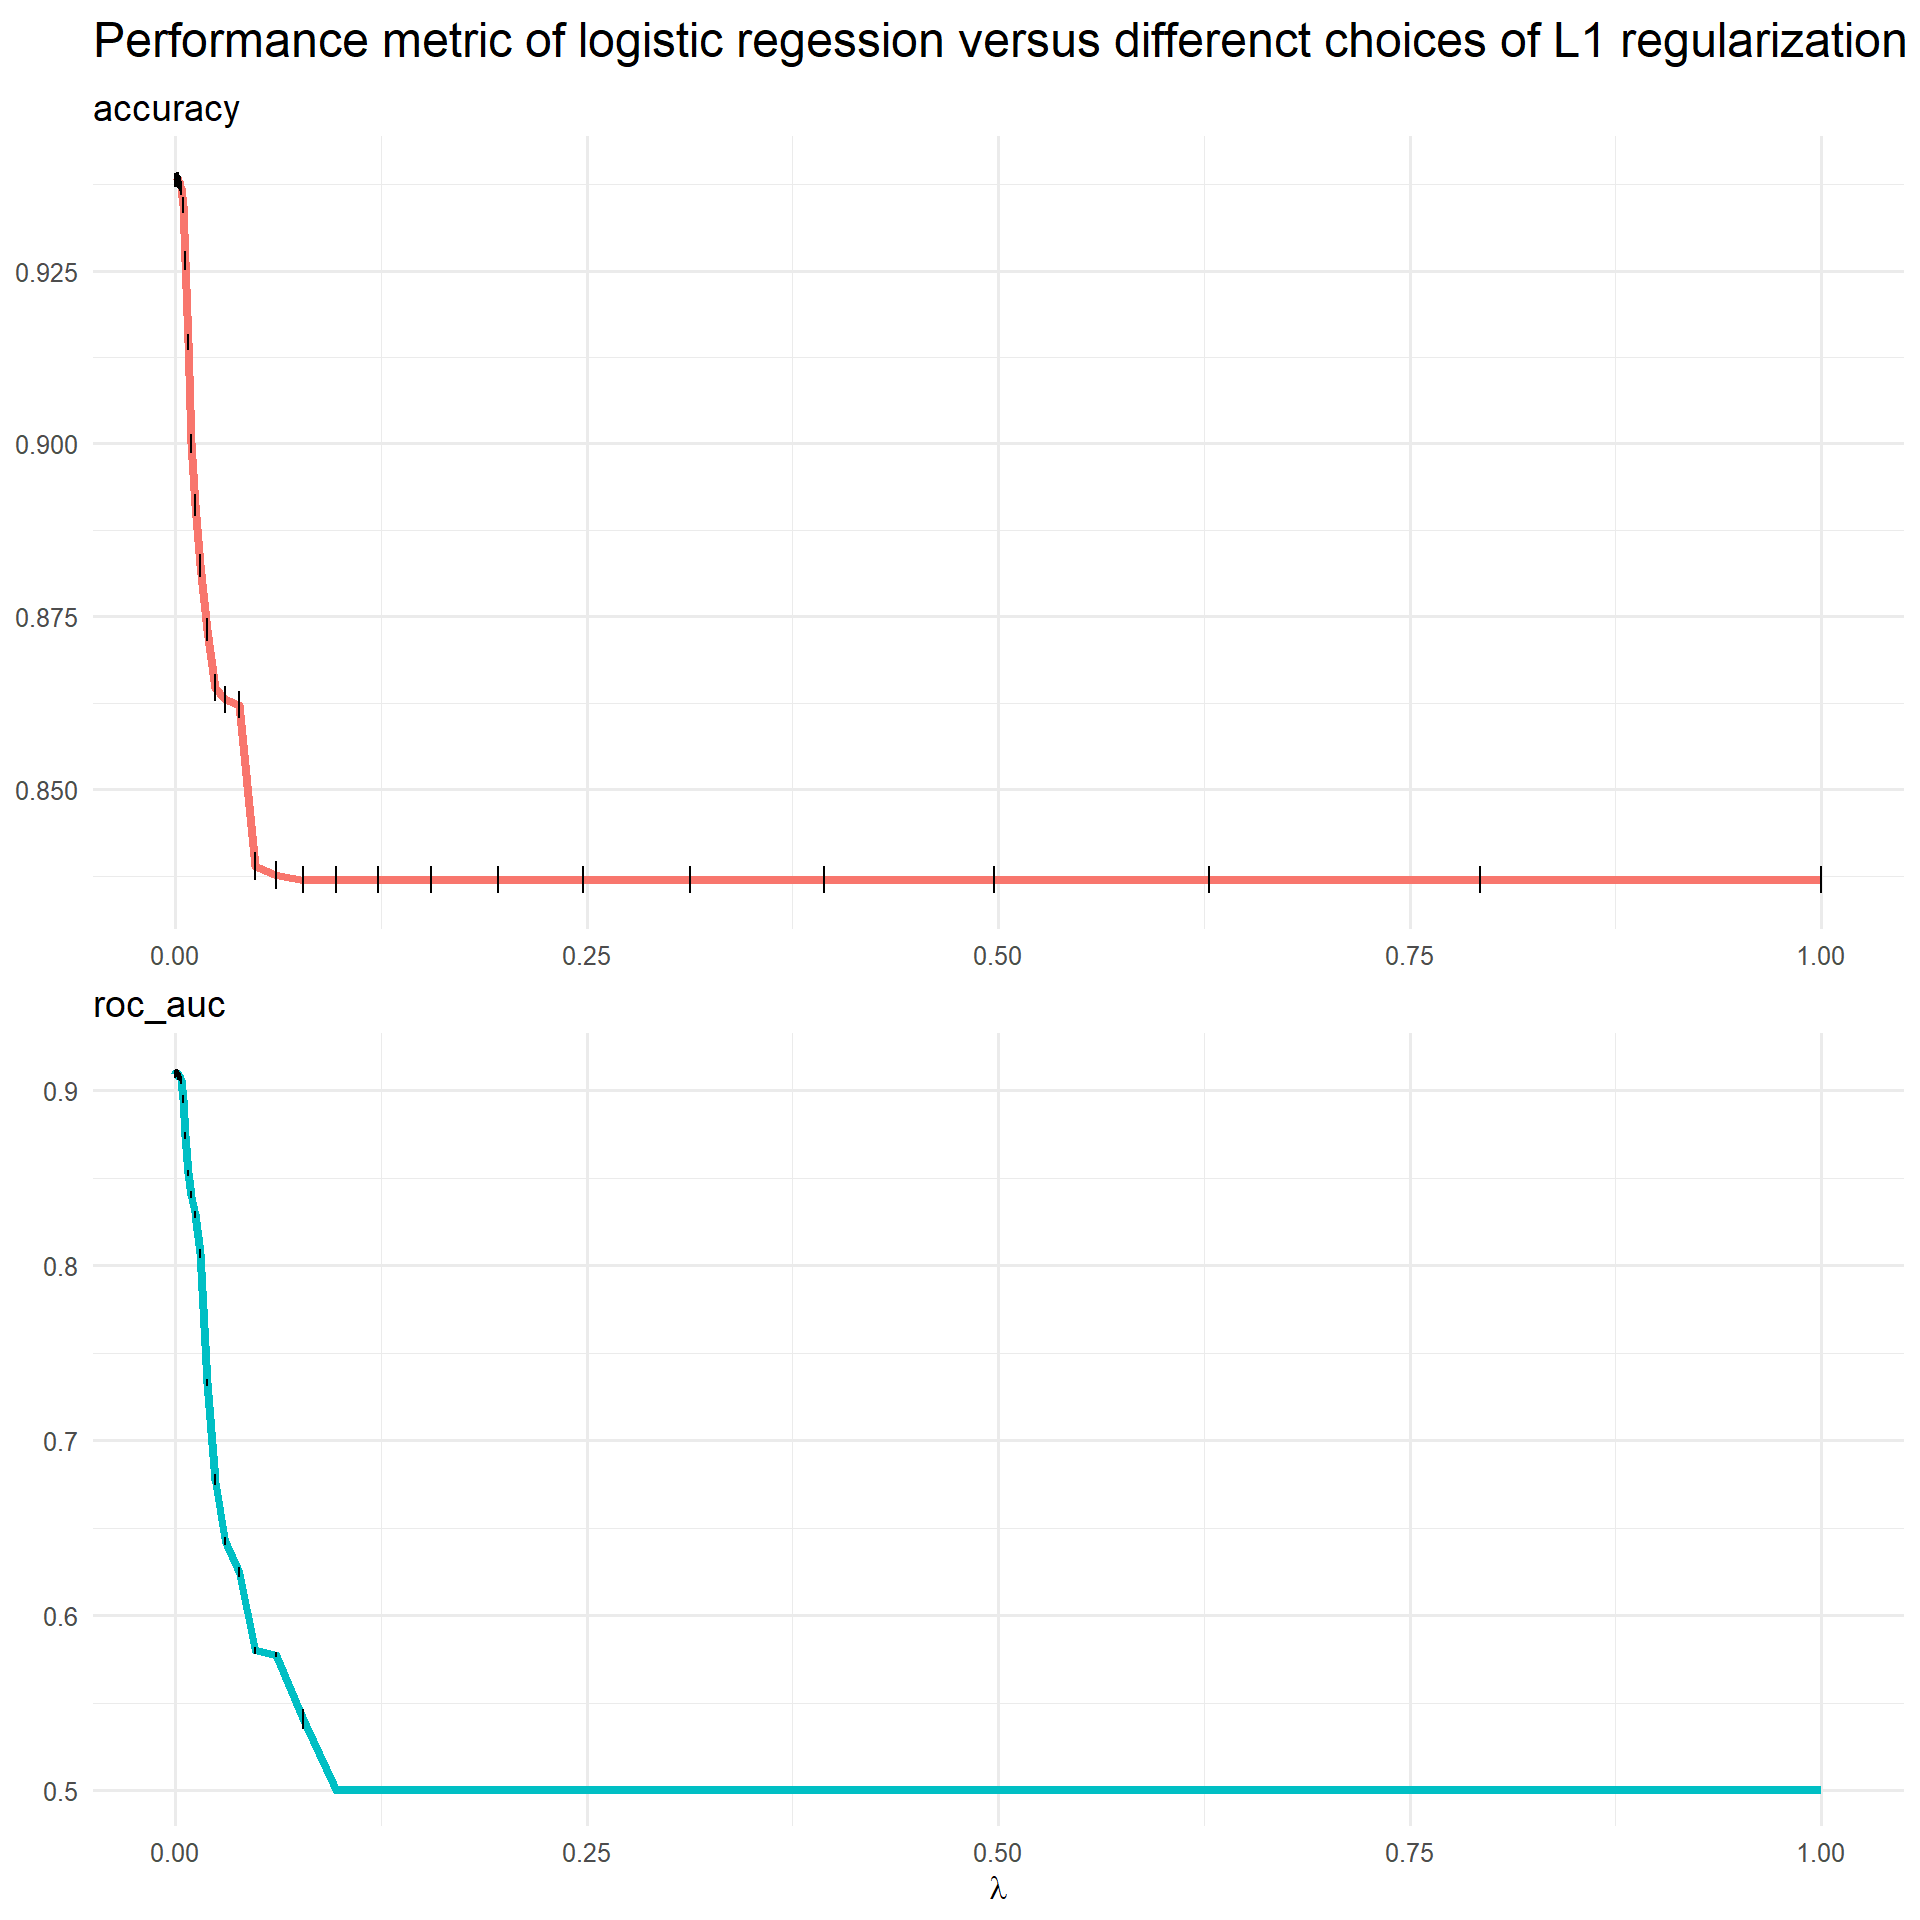 Performance metric of logistic regession versus differenct choices of L1 regularization
accuracy
0.925
0.900
0.875
0.850
0.00 0.25 0.50 0.75 1.00
roc_auc
0.9
0.8
0.7
0.6
0.5
0.00 0.25 0.50 0.75 1.00
λ